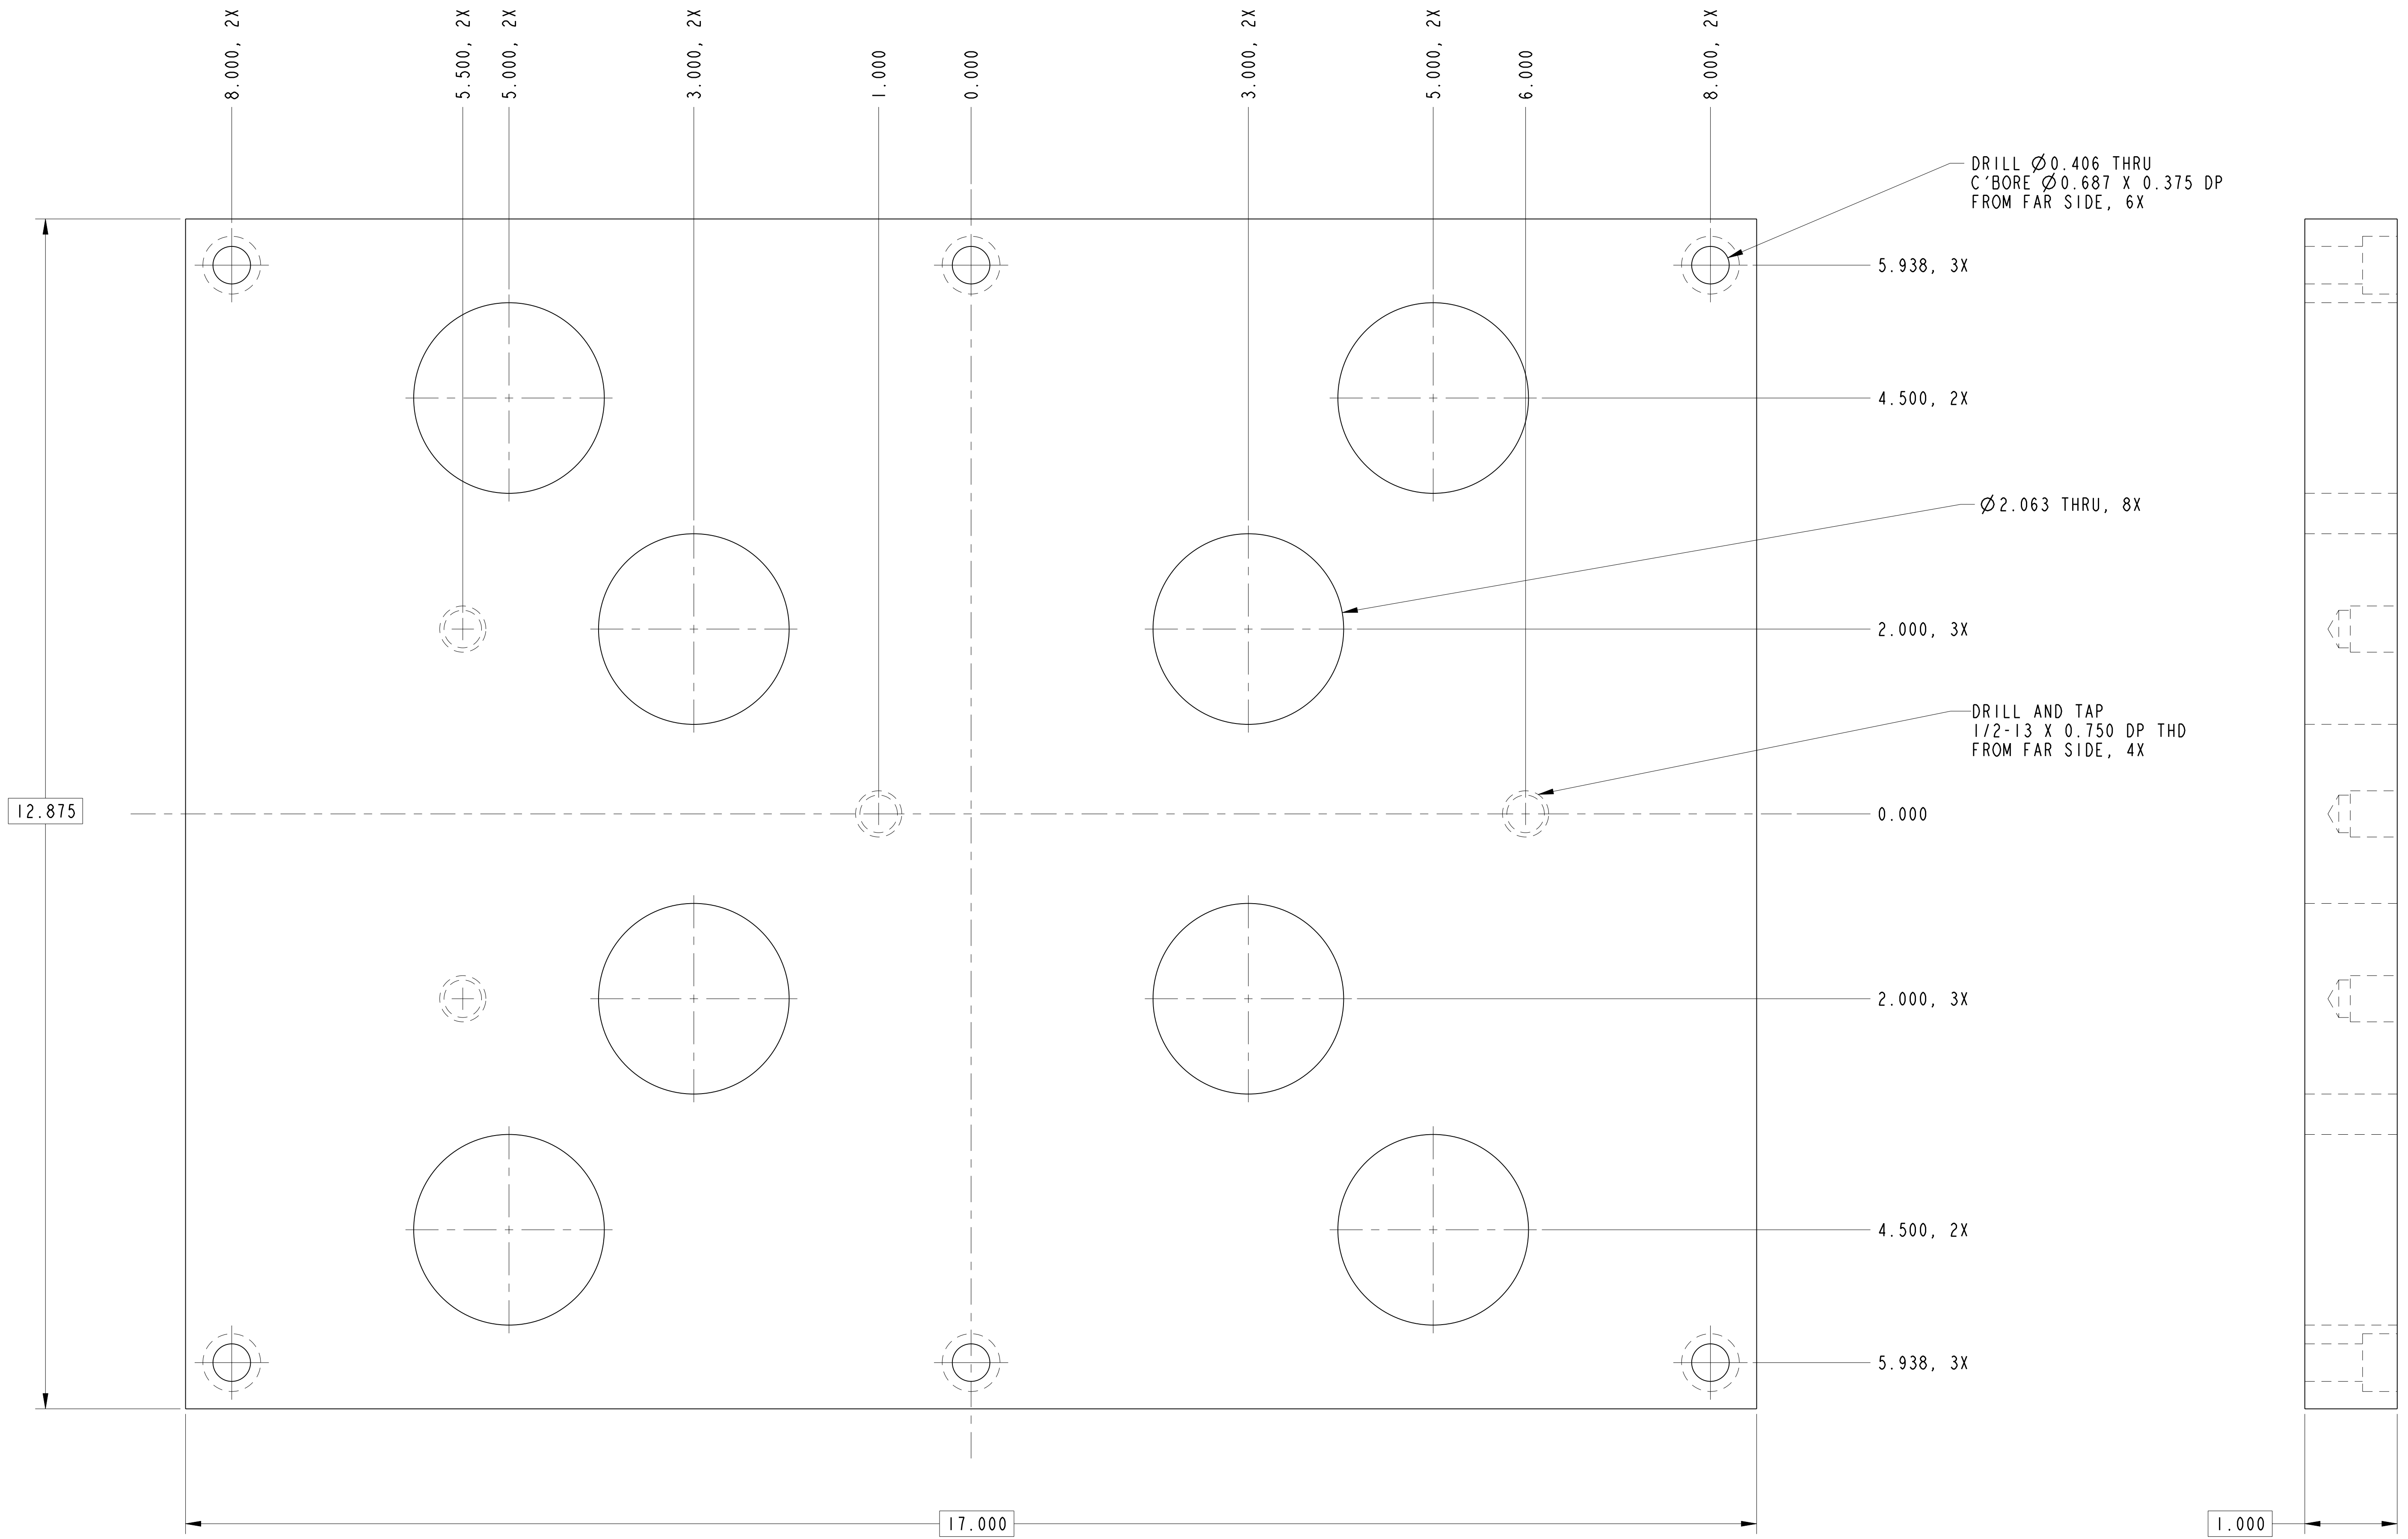 8.000, 2X
5.500, 2X
5.000, 2X
3.000, 2X
1.000
0.000
3.000, 2X
5.000, 2X
6.000
8.000, 2X
DRILL Ø0.406 THRU
C'BORE Ø0.687 X 0.375 DP
FROM FAR SIDE, 6X
5.938, 3X
4.500, 2X
Ø2.063 THRU, 8X
2.000, 3X
DRILL AND TAP
1/2-13 X 0.750 DP THD
FROM FAR SIDE, 4X
12.875
0.000
2.000, 3X
4.500, 2X
5.938, 3X
17.000
1.000